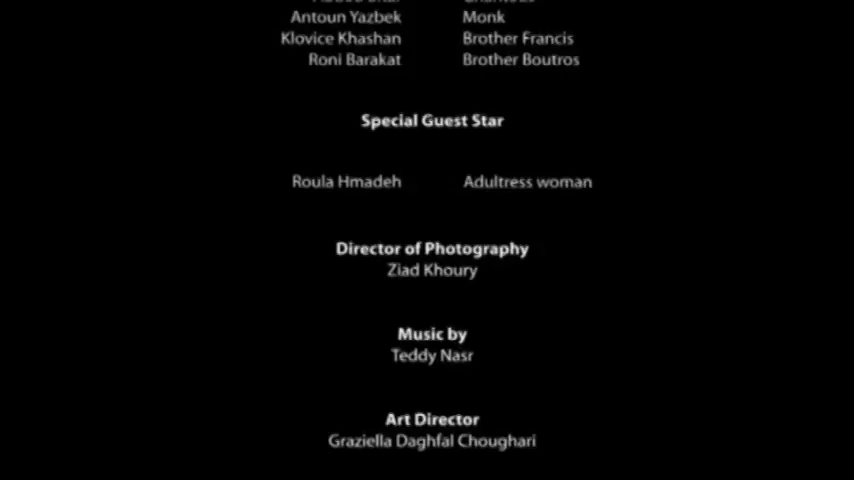 Antoun Yazbek Monk
Klovice Khashan Brother Francis
Roni Barakat Brother Boutros
Special Guest Star
Roula Hmadeh Adultress woman
Director of Photography
Ziad Khoury
Music by
Teddy Nasr
Art Director
Graziella Daghfal Choughari